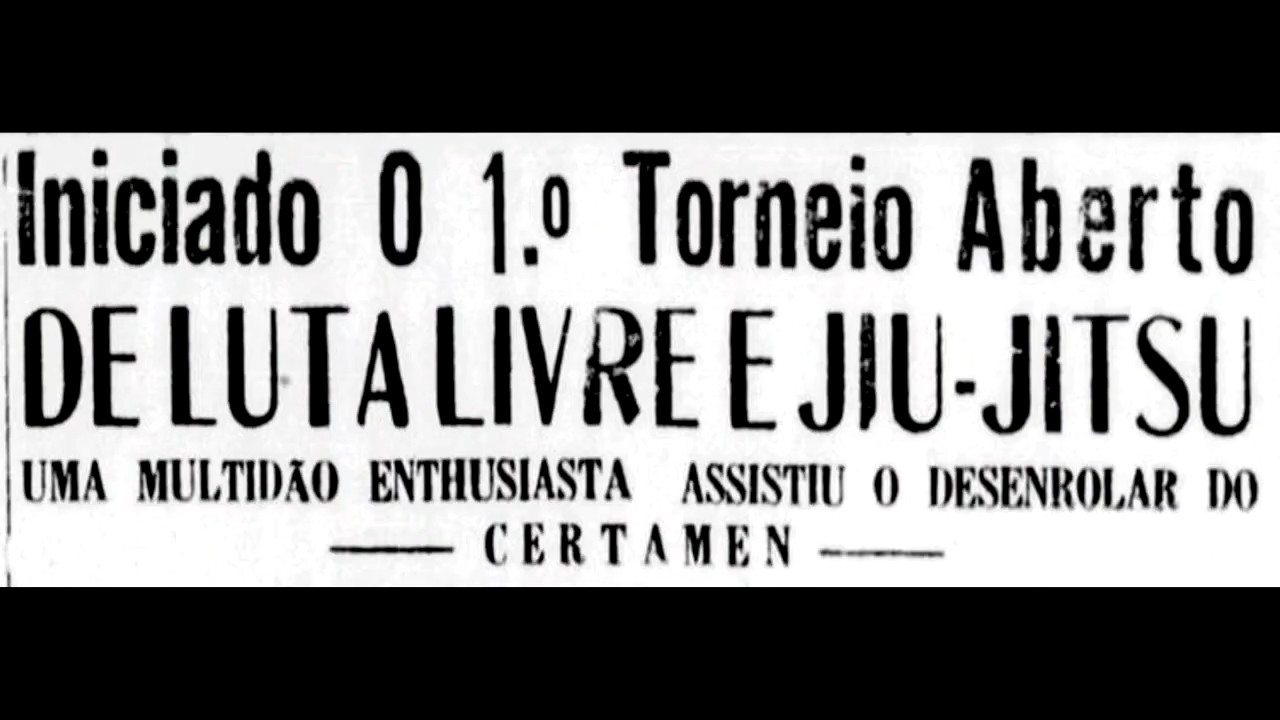 Iniciado O 1.º Torneio Aberto
DE LUTA LIVRE E JIU-JITSU
UMA MULTIDÃO ENTHUSIASTA ASSISTIU O DESENROLAR DO
CERTAMEN